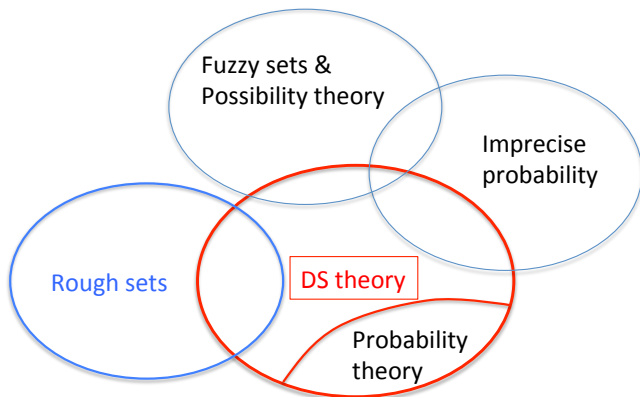 Fuzzy sets &
Possibility theory
Imprecise
probability
Rough sets
DS theory
Probability
theory